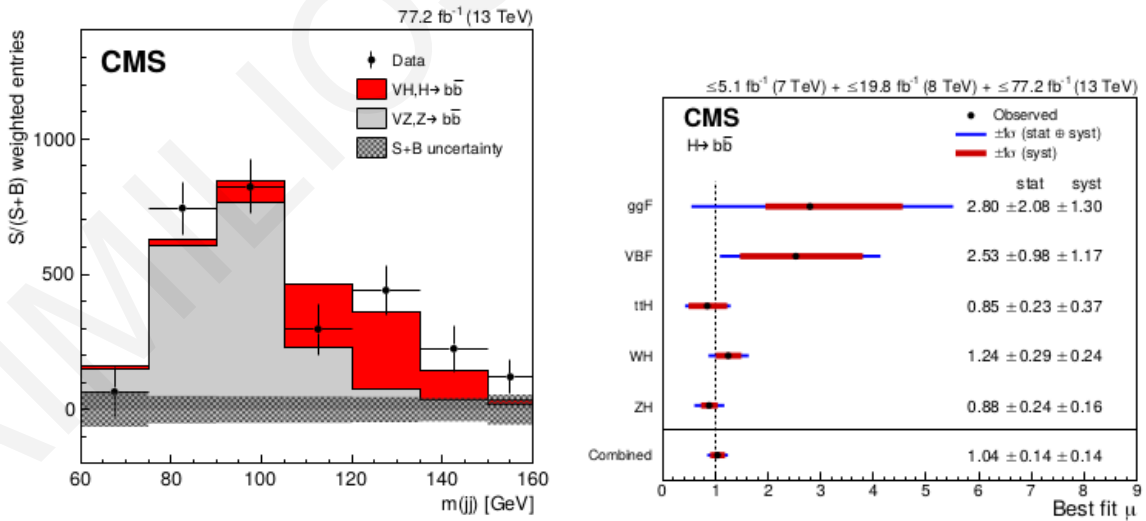 77.2 fb⁻¹ (13 TeV)
CMS
Data
VH,H→ bb̅
VZ,Z→ bb̅
S+B uncertainty
S/(S+B) weighted entries
1000
500
0
60 80 100 120 140 160
m(jj) [GeV]
≤5.1 fb⁻¹ (7 TeV) + ≤19.8 fb⁻¹ (8 TeV) + ≤77.2 fb⁻¹ (13 TeV)
CMS
H→ bb̅
Observed
±1σ (stat ⊕ syst)
±1σ (syst)
stat syst
ggF 2.80 ±2.08 ±1.30
VBF 2.53 ±0.98 ±1.17
ttH 0.85 ±0.23 ±0.37
WH 1.24 ±0.29 ±0.24
ZH 0.88 ±0.24 ±0.16
Combined 1.04 ±0.14 ±0.14
0 1 2 3 4 5 6 7 8 9
Best fit μ